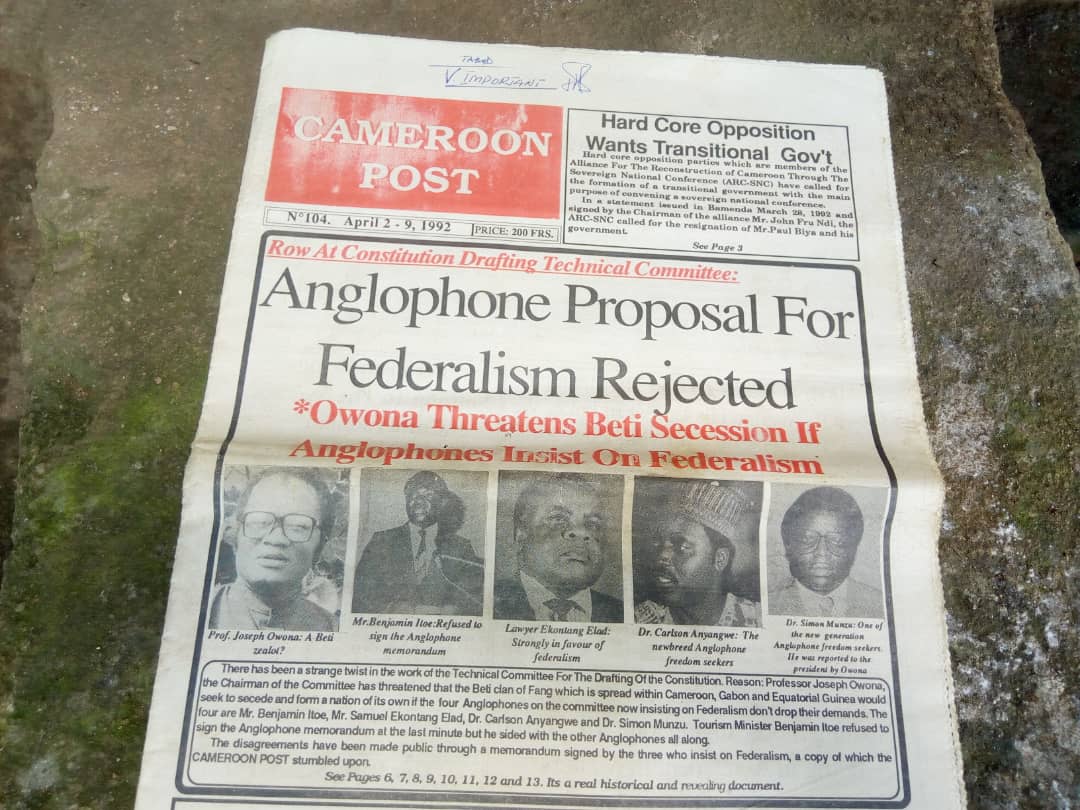 TABED
V. IMPORTANT
CAMEROON
POST
N°104. April 2 - 9, 1992
PRICE: 200 FRS.
Hard Core Opposition
Wants Transitional Gov't
Hard core opposition parties which are members of the
Alliance For The Reconstruction of Cameroon Through The
Sovereign National Conference (ARC-SNC) have called for
the formation of a transitional government with the main
purpose of convening a sovereign national conference.
In a statement issued in Bamenda March 28, 1992 and
signed by the Chairman of the alliance Mr. John Fru Ndi, the
ARC-SNC called for the resignation of Mr.Paul Biya and his
government.
See Page 3
Row At Constitution Drafting Technical Committee:
Anglophone Proposal For
Federalism Rejected
*Owona Threatens Beti Secession If
Anglophones Insist On Federalism
Prof. Joseph Owona: A Beti
zealot?
Mr.Benjamin Itoe:Refused to
sign the Anglophone
memorandum
Lawyer Ekontang Elad:
Strongly in favour of
federalism
Dr. Carlson Anyangwe: The
newbreed Anglophone
freedom seekers
Dr. Simon Munzu: One of
the new generation
Anglophone freedom seekers.
He was reported to the
president by Owona
There has been a strange twist in the work of the Technical Committee For The Drafting Of the Constitution. Reason: Professor Joseph Owona,
the Chairman of the Committee has threatened that the Beti clan of Fang which is spread within Cameroon, Gabon and Equatorial Guinea would
seek to secede and form a nation of its own if the four Anglophones on the committee now insisting on Federalism don't drop their demands. The
four are Mr. Benjamin Itoe, Mr. Samuel Ekontang Elad, Dr. Carlson Anyangwe and Dr. Simon Munzu. Tourism Minister Benjamin Itoe refused to
sign the Anglophone memorandum at the last minute but he sided with the other Anglophones all along.
The disagreements have been made public through a memorandum signed by the three who insist on Federalism, a copy of which the
CAMEROON POST stumbled upon.
See Pages 6, 7, 8, 9, 10, 11, 12 and 13. Its a real historical and revealing document.